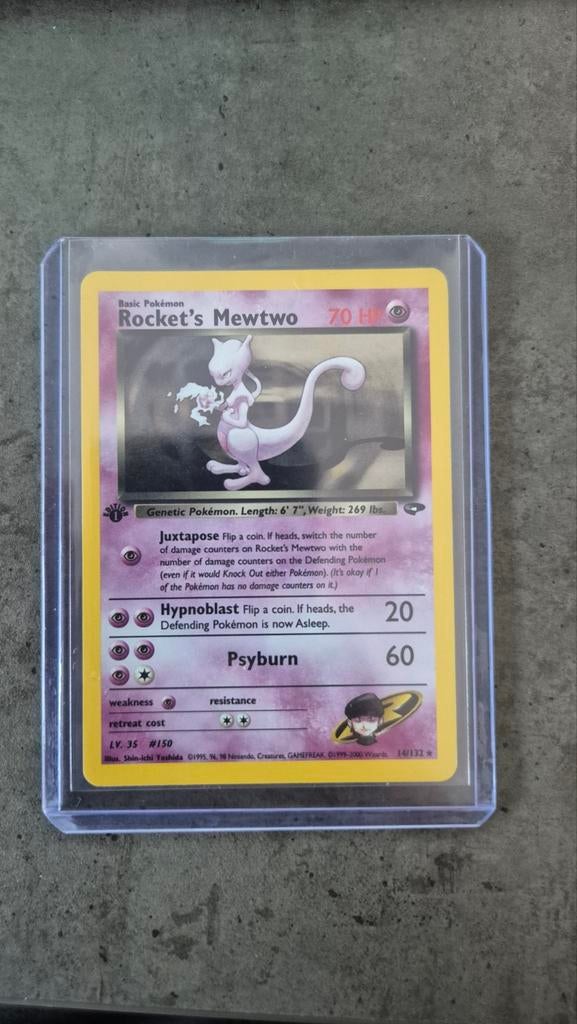 Basic Pokémon
Rocket's Mewtwo 70 HP
EDITION
1
Genetic Pokémon. Length: 6' 7", Weight: 269 lbs.
Juxtapose Flip a coin. If heads, switch the number
of damage counters on Rocket's Mewtwo with the
number of damage counters on the Defending Pokémon
(even if it would Knock Out either Pokémon). (It's okay if 1
of the Pokémon has no damage counters on it.)
Hypnoblast Flip a coin. If heads, the 20
Defending Pokémon is now Asleep.
Psyburn 60
weakness resistance
retreat cost
LV. 35 #150
Illus. Shin-ichi Yoshida ©1995, 96, 98 Nintendo, Creatures, GAMEFREAK. ©1999-2000 Wizards. 14/132 ★